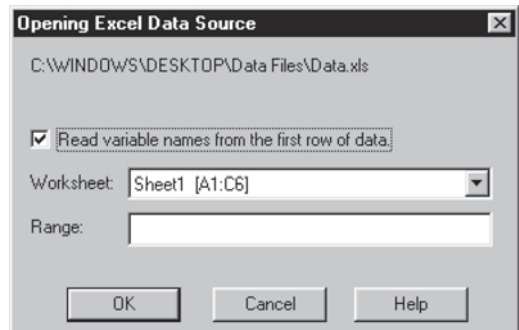 Opening Excel Data Source
C:\WINDOWS\DESKTOP\Data Files\Data.xls
Read variable names from the first row of data.
Worksheet: Sheet1 [A1:C6]
Range:
OK Cancel Help